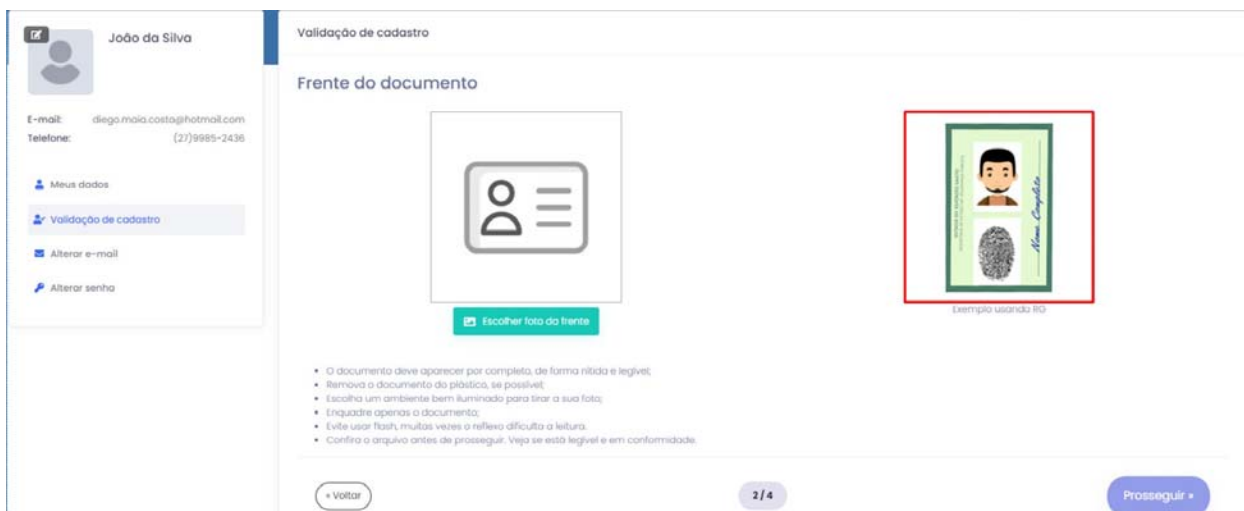 João da Silva
E-mail: diego.maia.costa@hotmail.com
Telefone: (27)9985-2436
Meus dados
Validação de cadastro
Alterar e-mail
Alterar senha
Validação de cadastro
Frente do documento
Escolher foto da frente
Nome Completo
Exemplo usando RG
• O documento deve aparecer por completo, de forma nítida e legível;
• Remova o documento do plástico, se possível;
• Escolha um ambiente bem iluminado para tirar a sua foto;
• Enquadre apenas o documento;
• Evite usar flash, muitas vezes o reflexo dificulta a leitura.
• Confira o arquivo antes de prosseguir. Veja se está legível e em conformidade.
« Voltar
2/4
Prosseguir »